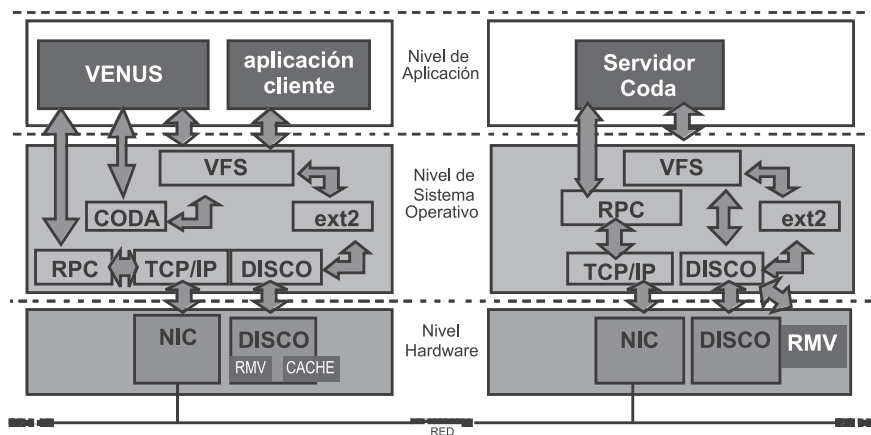 VENUS
aplicación
cliente
Nivel de
Aplicación
Servidor
Coda
VFS
CODA
ext2
RPC
TCP/IP
DISCO
Nivel de
Sistema
Operativo
VFS
RPC
ext2
TCP/IP
DISCO
NIC
DISCO
RMV
CACHE
Nivel
Hardware
NIC
DISCO
RMV
RED